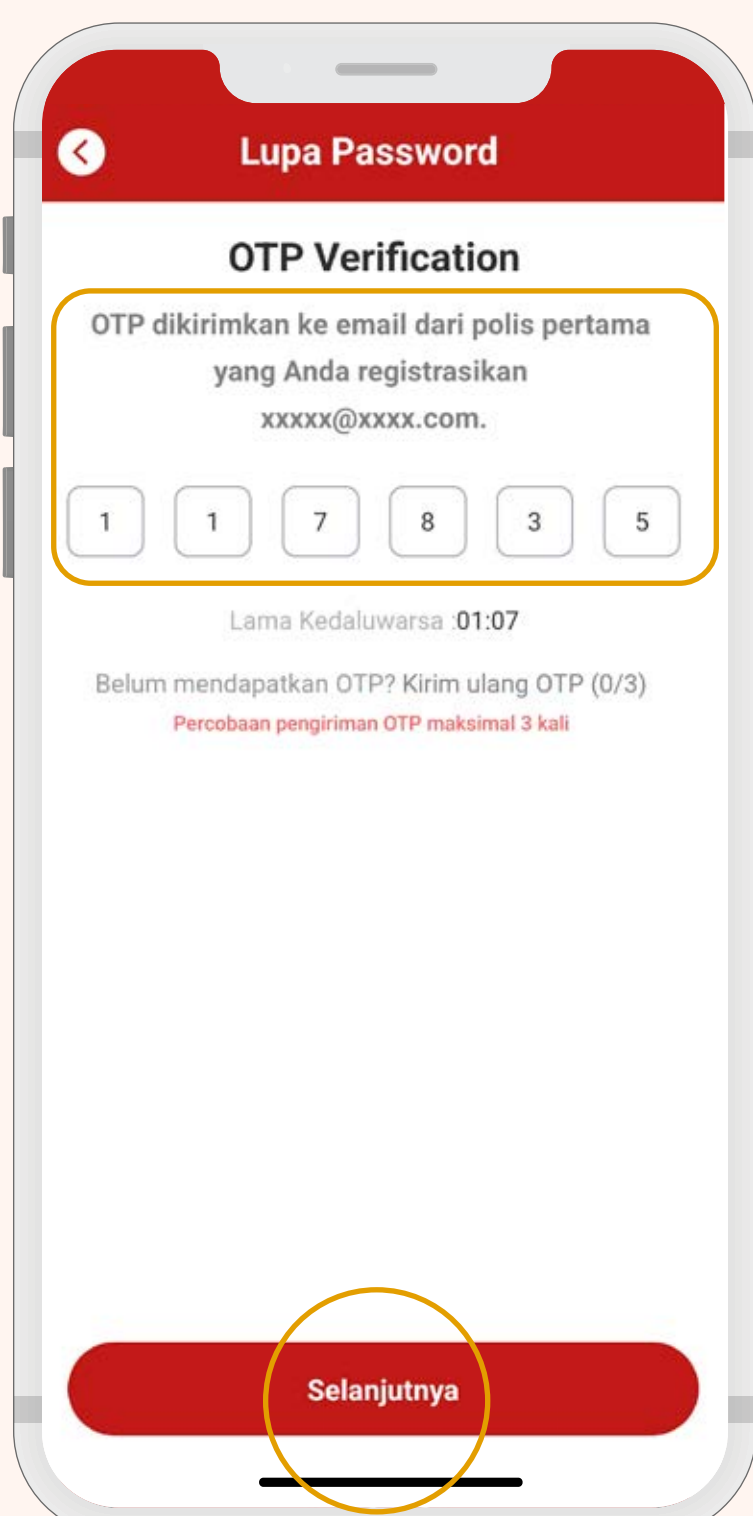 Lupa Password
OTP Verification
OTP dikirimkan ke email dari polis pertama
yang Anda registrasikan
xxxxx@xxxx.com.
1 1 7 8 3 5
Lama Kedaluwarsa :01:07
Belum mendapatkan OTP? Kirim ulang OTP (0/3)
Percobaan pengiriman OTP maksimal 3 kali
Selanjutnya